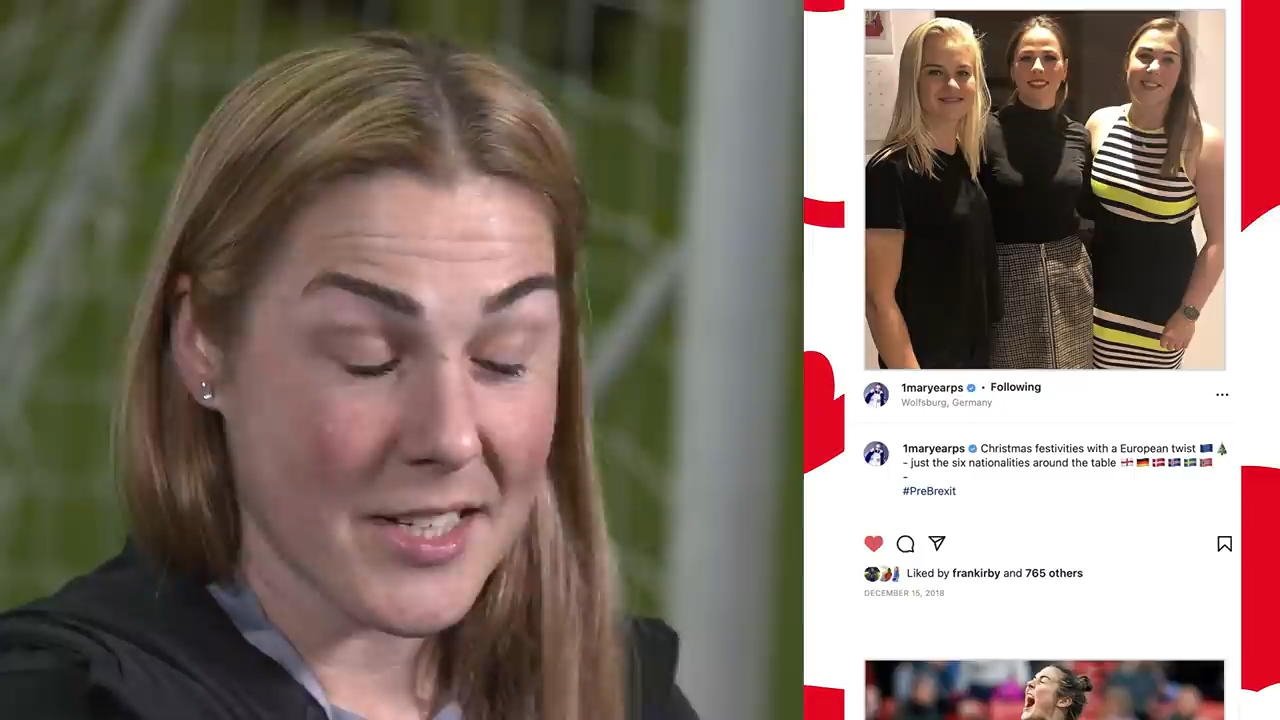 1maryearps • Following
Wolfsburg, Germany
1maryearps Christmas festivities with a European twist 🇪🇺 🎄
- just the six nationalities around the table 🏴󠁧󠁢󠁥󠁮󠁧󠁿 🇩🇪 🇩🇰 🇮🇸 🇸🇪 🇳🇴
-
#PreBrexit
Liked by frankirby and 765 others
DECEMBER 15, 2018